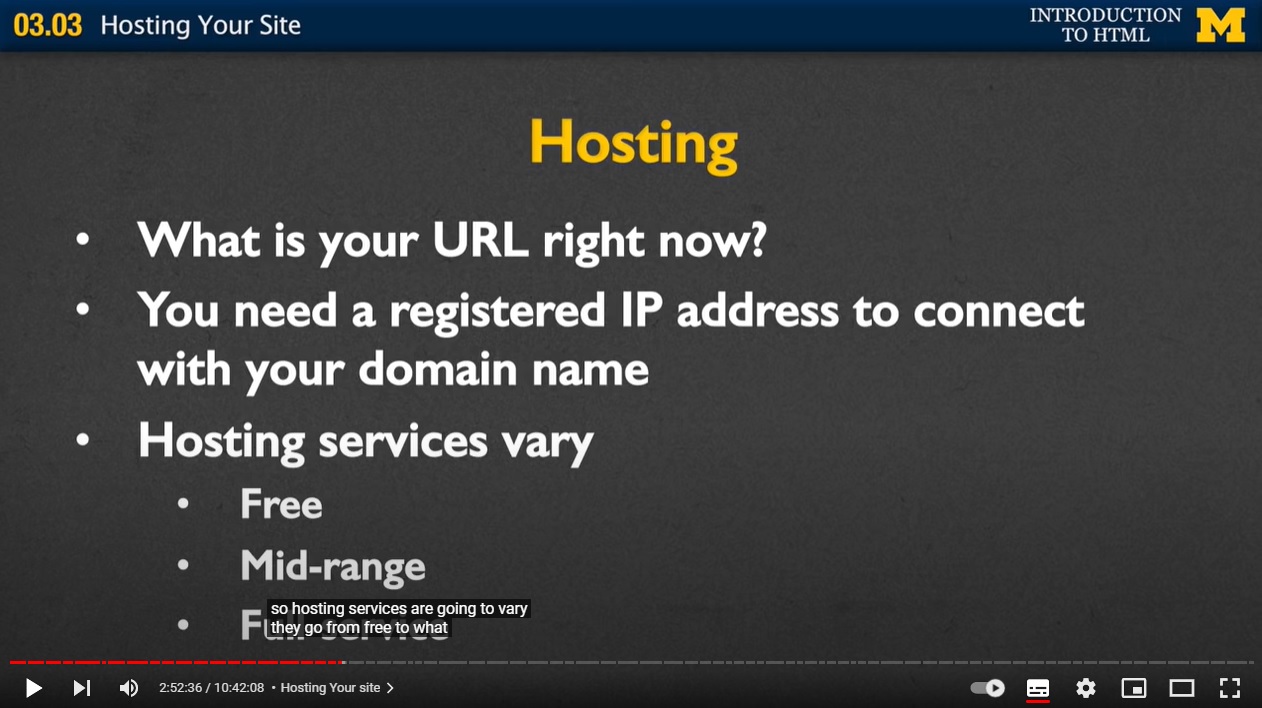 03.03 Hosting Your Site
INTRODUCTION
TO HTML
M
Hosting
• What is your URL right now?
• You need a registered IP address to connect
with your domain name
• Hosting services vary
• Free
• Mid-range
• Full service
so hosting services are going to vary
they go from free to what
2:52:36 / 10:42:08 • Hosting Your site